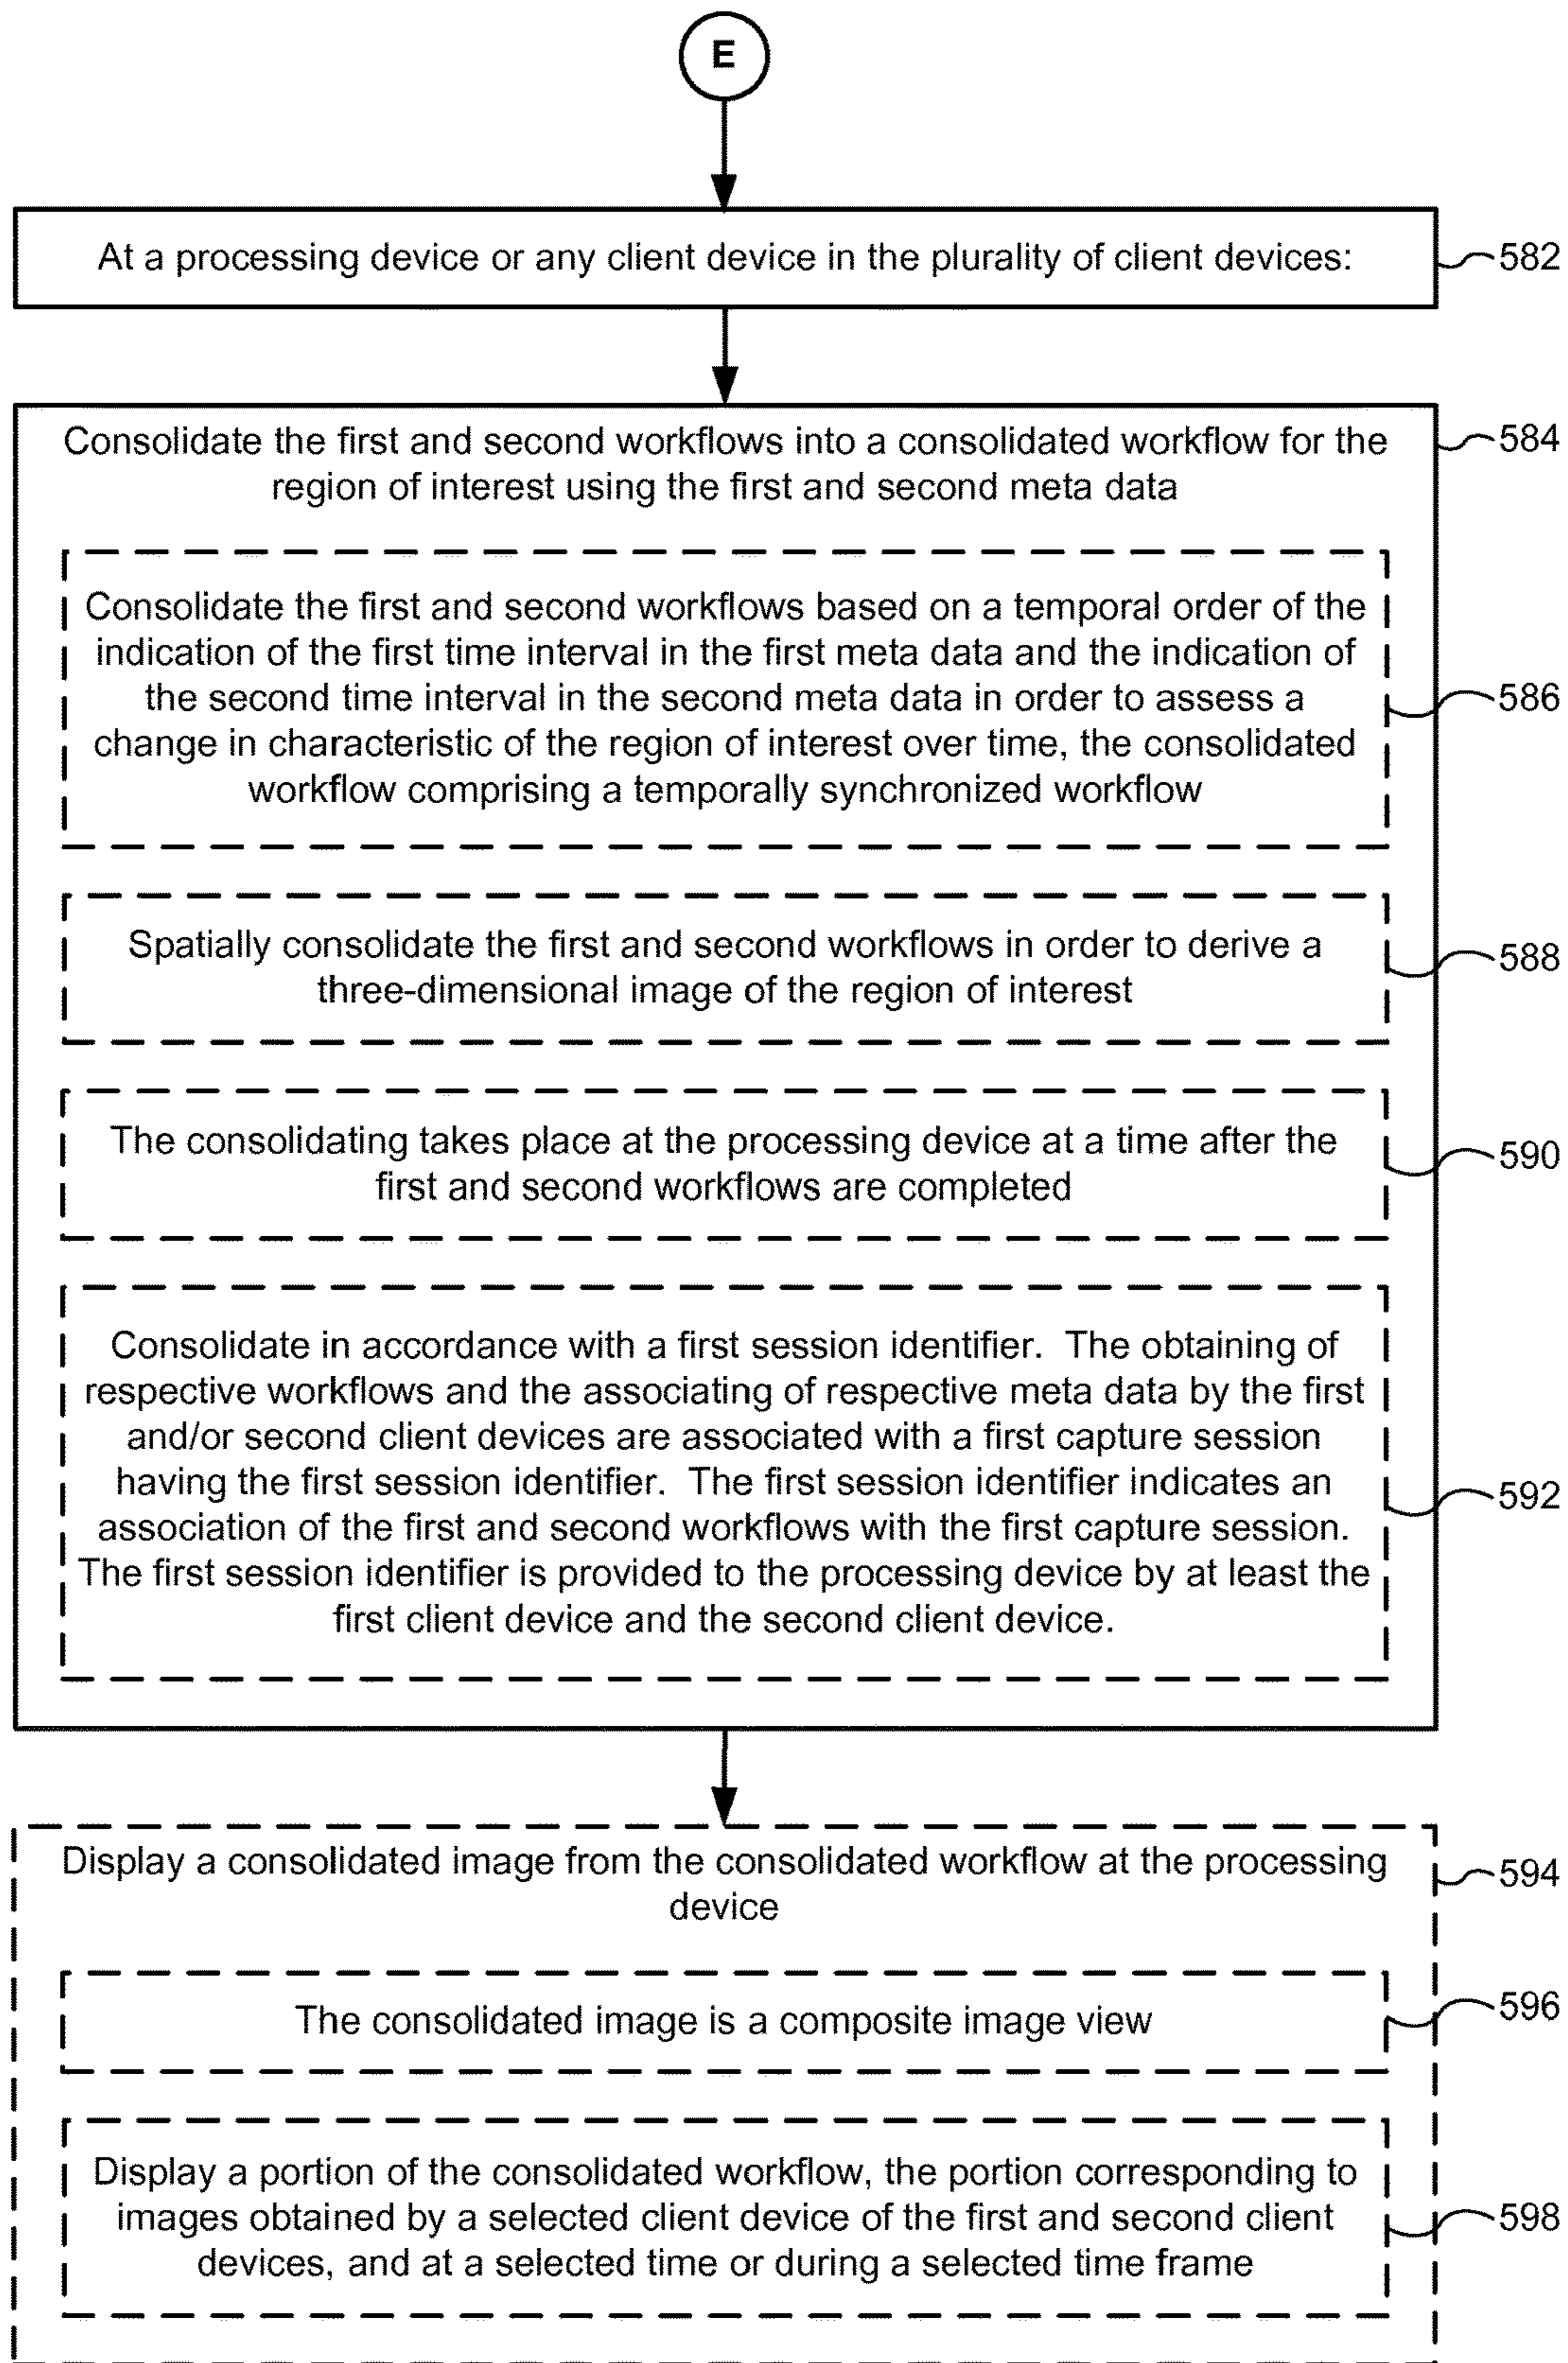 E
At a processing device or any client device in the plurality of client devices:
582
Consolidate the first and second workflows into a consolidated workflow for the
region of interest using the first and second meta data
584
Consolidate the first and second workflows based on a temporal order of the
indication of the first time interval in the first meta data and the indication of
the second time interval in the second meta data in order to assess a
change in characteristic of the region of interest over time, the consolidated
workflow comprising a temporally synchronized workflow
586
Spatially consolidate the first and second workflows in order to derive a
three-dimensional image of the region of interest
588
The consolidating takes place at the processing device at a time after the
first and second workflows are completed
590
Consolidate in accordance with a first session identifier. The obtaining of
respective workflows and the associating of respective meta data by the first
and/or second client devices are associated with a first capture session
having the first session identifier. The first session identifier indicates an
association of the first and second workflows with the first capture session.
The first session identifier is provided to the processing device by at least the
first client device and the second client device.
592
Display a consolidated image from the consolidated workflow at the processing
device
594
The consolidated image is a composite image view
596
Display a portion of the consolidated workflow, the portion corresponding to
images obtained by a selected client device of the first and second client
devices, and at a selected time or during a selected time frame
598